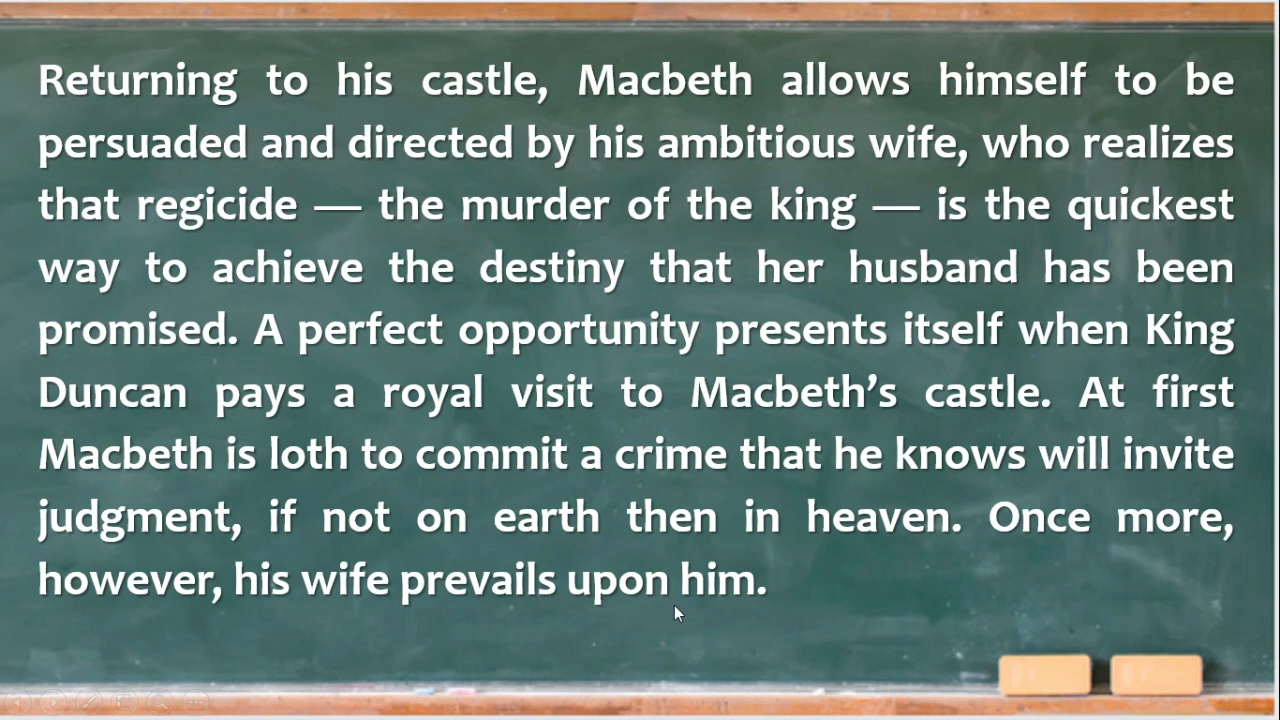 Returning to his castle, Macbeth allows himself to be
persuaded and directed by his ambitious wife, who realizes
that regicide — the murder of the king — is the quickest
way to achieve the destiny that her husband has been
promised. A perfect opportunity presents itself when King
Duncan pays a royal visit to Macbeth’s castle. At first
Macbeth is loth to commit a crime that he knows will invite
judgment, if not on earth then in heaven. Once more,
however, his wife prevails upon him.